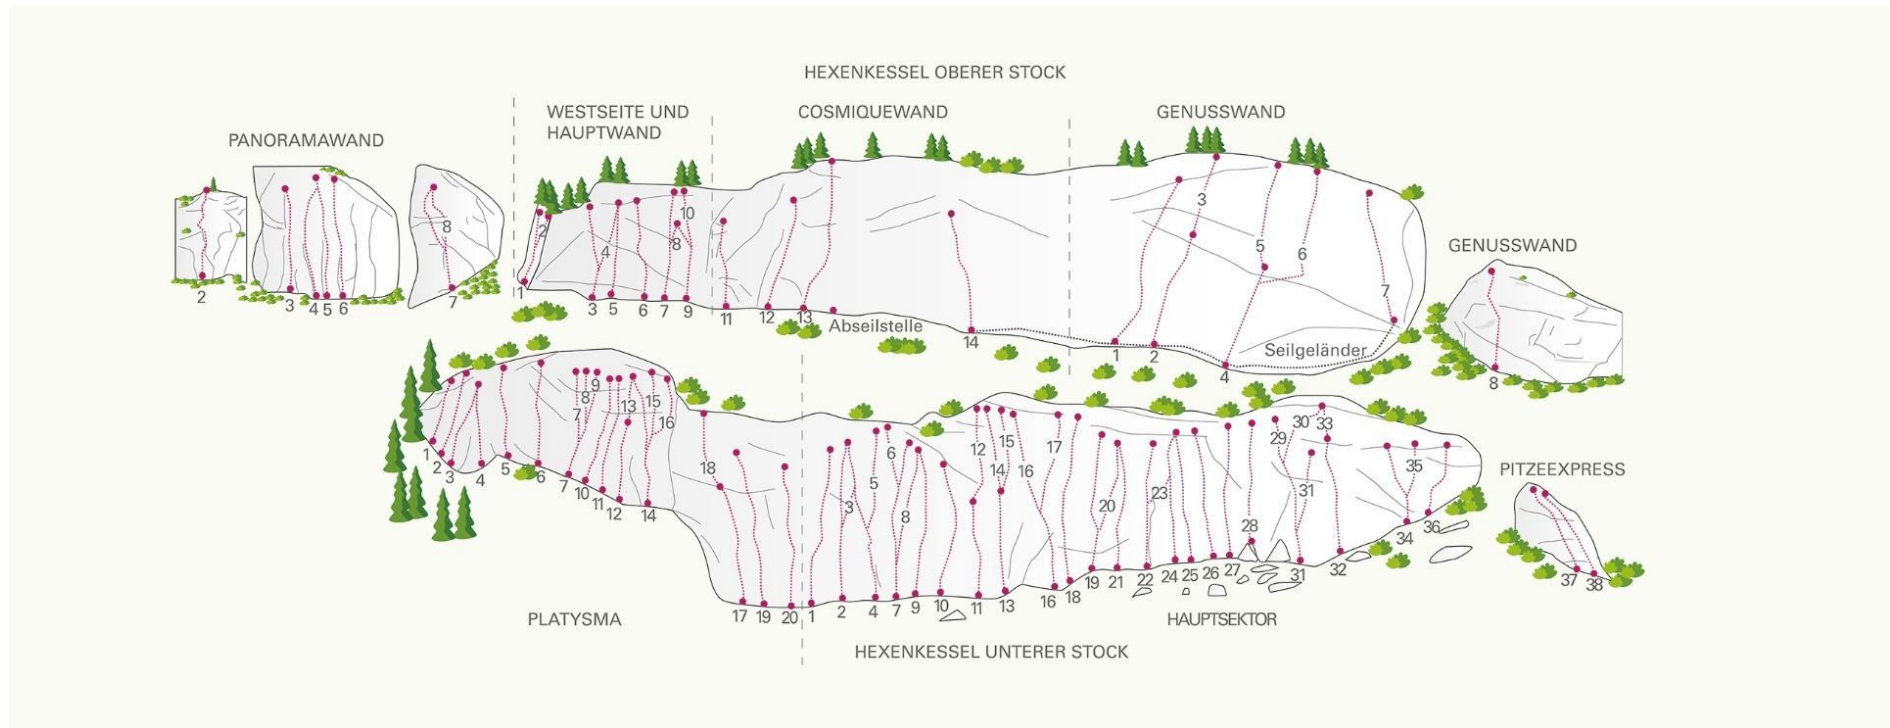 HEXENKESSEL OBERER STOCK
PANORAMAWAND
WESTSEITE UND
HAUPTWAND
COSMIQUEWAND
GENUSSWAND
GENUSSWAND
2
3
4 5 6
8
7
2
4
10
8
1
3 5 6 7 9
11 12 13
Abseilstelle
14
3
5
6
7
1 2
Seilgeländer
4
8
9
8
7
13
15
16
1
2
3
4
5
6
7
10
11
12
14
18
17 19 20
3
5
6
8
12
15
14
16
17
20
23
28
29
30
33
31
35
1 2 4 7 9 10 11 13 16 18 19 21 22 24 25 26 27 31 32 34 36
PITZEEXPRESS
37 38
PLATYSMA
HAUPTSEKTOR
HEXENKESSEL UNTERER STOCK